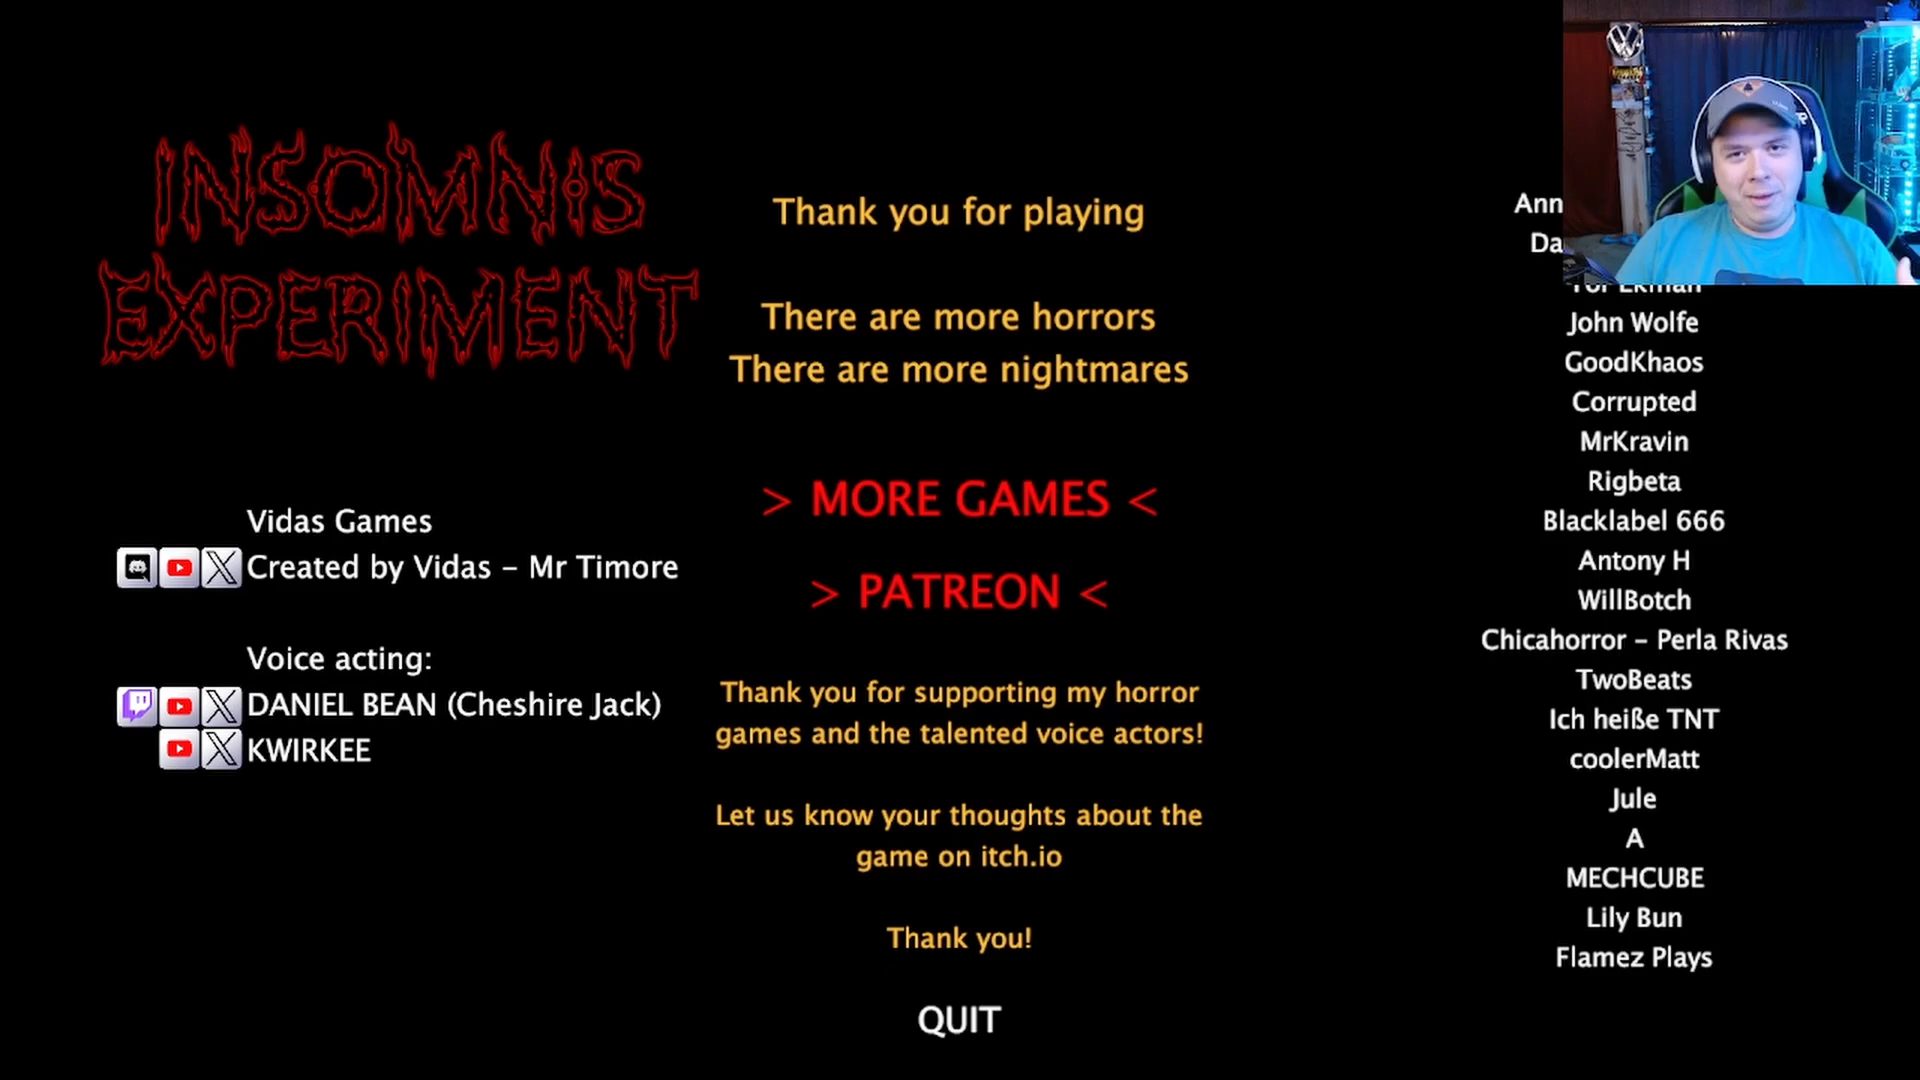 INSOMNIS
EXPERIMENT
Vidas Games
Created by Vidas – Mr Timore
Voice acting:
DANIEL BEAN (Cheshire Jack)
KWIRKEE
Thank you for playing
There are more horrors
There are more nightmares
> MORE GAMES <
> PATREON <
Thank you for supporting my horror
games and the talented voice actors!
Let us know your thoughts about the
game on itch.io
Thank you!
QUIT
Ann
Da
John Wolfe
GoodKhaos
Corrupted
MrKravin
Rigbeta
Blacklabel 666
Antony H
WillBotch
Chicahorror – Perla Rivas
TwoBeats
Ich heiße TNT
coolerMatt
Jule
A
MECHCUBE
Lily Bun
Flamez Plays